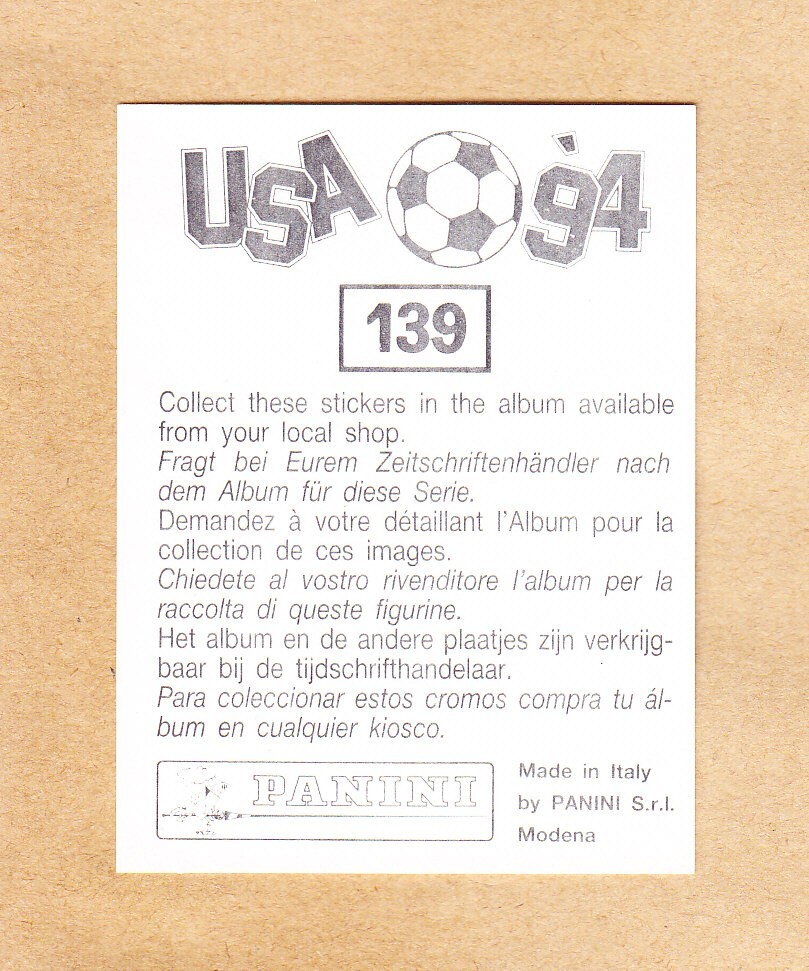 USA '94
139
Collect these stickers in the album available
from your local shop.
Fragt bei Eurem Zeitschriftenhändler nach
dem Album für diese Serie.
Demandez à votre détaillant l'Album pour la
collection de ces images.
Chiedete al vostro rivenditore l'album per la
raccolta di queste figurine.
Het album en de andere plaatjes zijn verkrijg-
baar bij de tijdschrifthandelaar.
Para coleccionar estos cromos compra tu ál-
bum en cualquier kiosco.
PANINI
Made in Italy
by PANINI S.r.l.
Modena